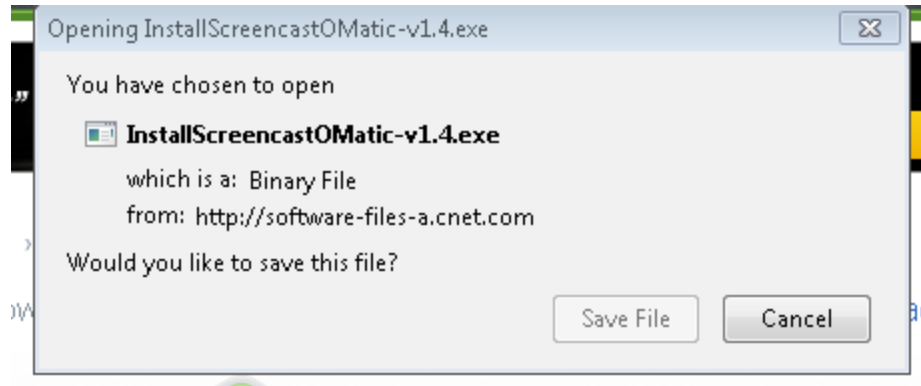 Opening InstallScreencastOMatic-v1.4.exe
”
You have chosen to open
InstallScreencastOMatic-v1.4.exe
which is a: Binary File
from: http://software-files-a.cnet.com
Would you like to save this file?
Save File Cancel